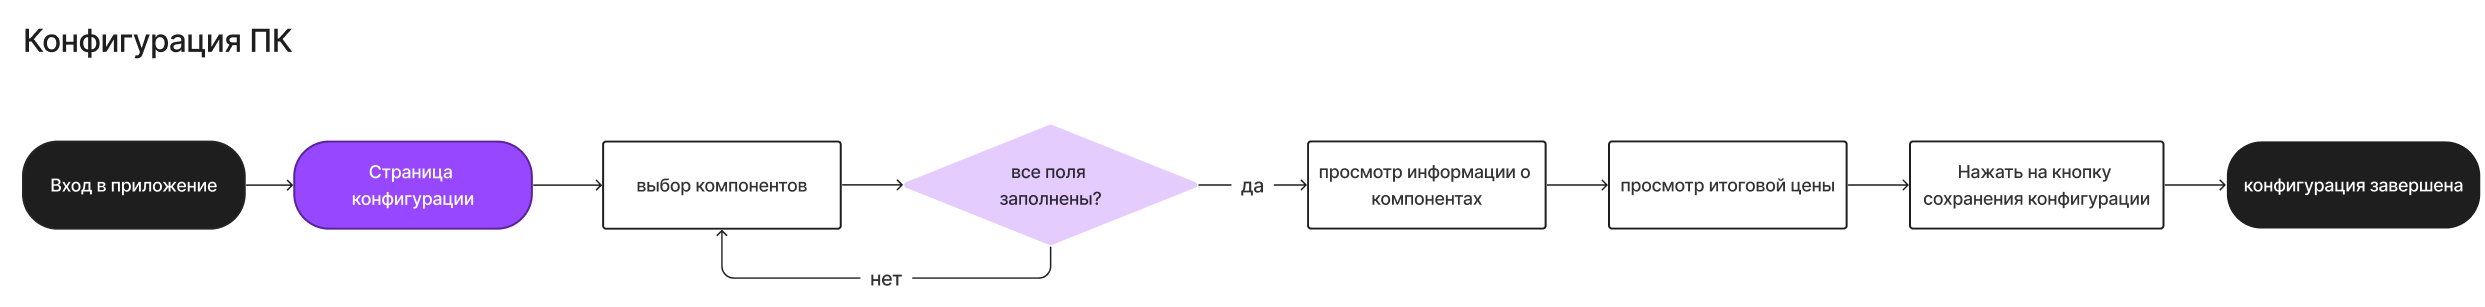 Конфигурация ПК
Вход в приложение
Страница
конфигурации
выбор компонентов
все поля
заполнены?
да
нет
просмотр информации о
компонентах
просмотр итоговой цены
Нажать на кнопку
сохранения конфигурации
конфигурация завершена